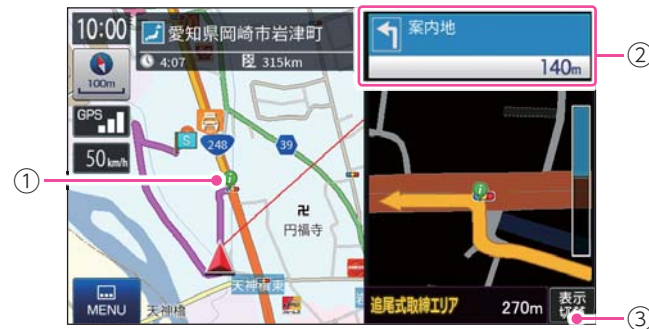 10:00
愛知県岡崎市岩津町
4:07
315km
100m
GPS
S
248
39
50km/h
卍
円福寺
天神橋東
天神橋
MENU
案内地
140m
追尾式取締エリア
270m
表示
切替
①
②
③